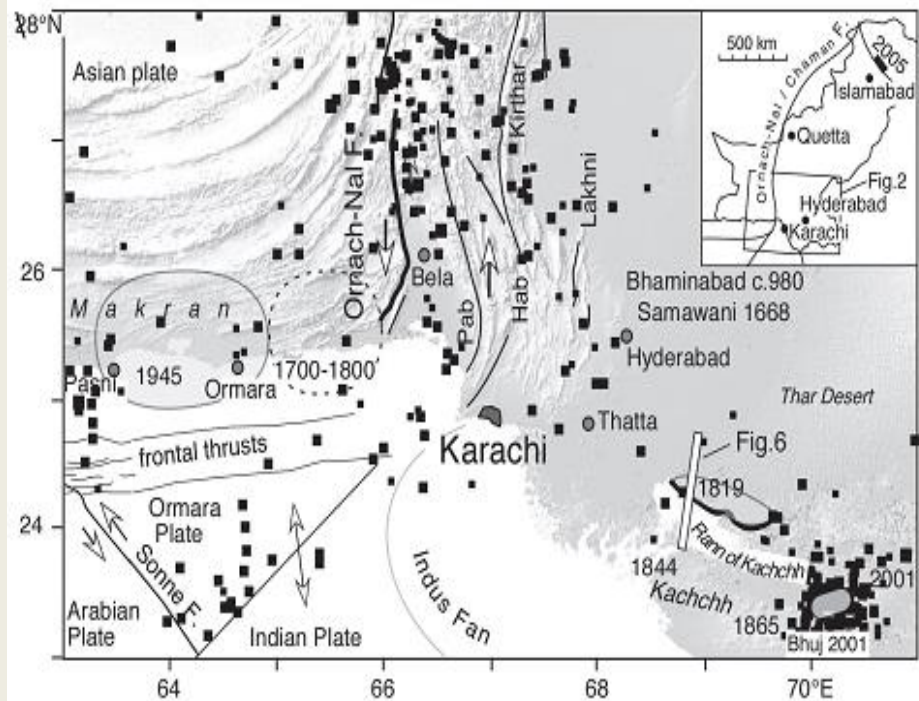 28°N
Asian plate
500 km
Ornach-Nal / Chaman F.
2005
Islamabad
Quetta
Fig.2
Hyderabad
Karachi
Ornach-Nal F.
Kirthar
Lakhni
26
Bela
Pab
Hab
Bhaminabad c.980
Samawani 1668
Hyderabad
Makran
Pasni
1945
Ormara
1700-1800
Thatta
Thar Desert
Karachi
Fig.6
frontal thrusts
1819
24
Ormara
Plate
Sonne F.
Rann of Kachchh
1844
2001
Indus Fan
Kachchh
Arabian
Plate
Indian Plate
1865
Bhuj 2001
64
66
68
70°E